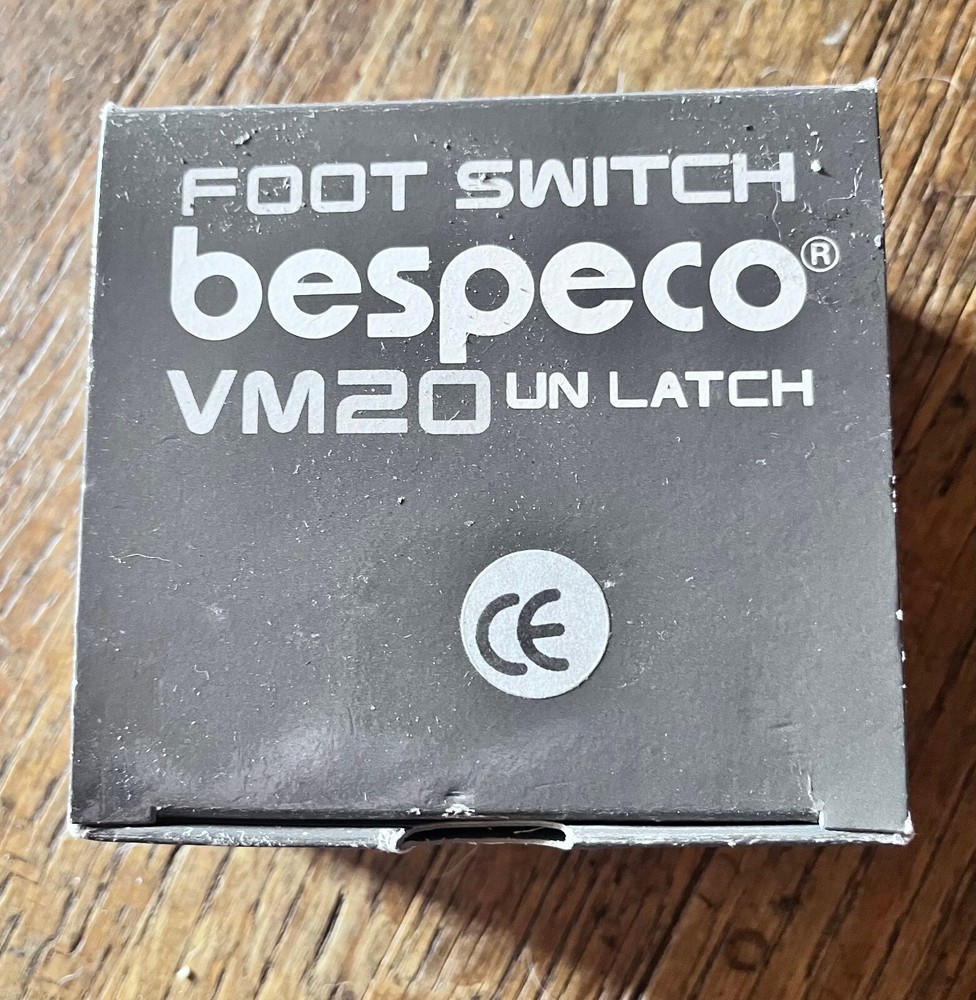 FOOT SWITCH
bespeco®
VM20 UN LATCH
CE